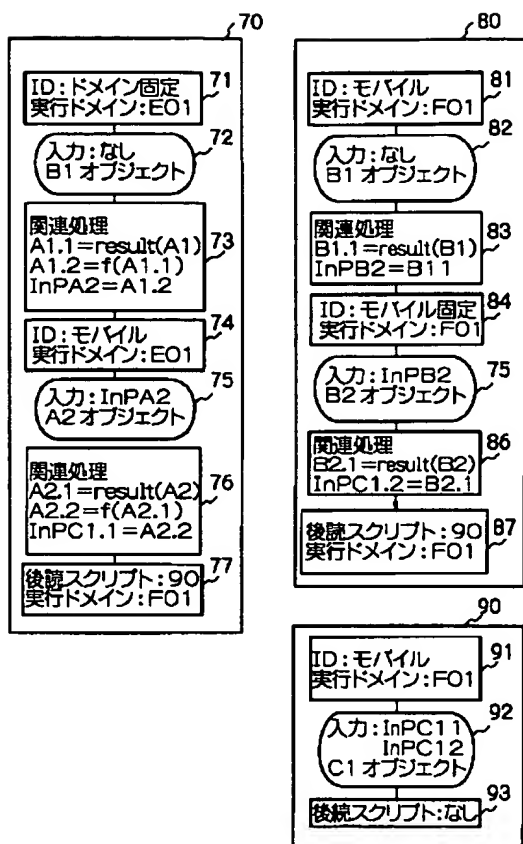 70
ID:ドメイン固定
実行ドメイン:E01
71
72
入力:なし
B1 オブジェクト
関連処理
A1.1=result(A1)
A1.2=f(A1.1)
InPA2=A1.2
73
74
ID:モバイル
実行ドメイン:E01
75
入力:InPA2
A2 オブジェクト
関連処理
A2.1=result(A2)
A2.2=f(A2.1)
InPC1.1=A2.2
76
77
後読スクリプト:90
実行ドメイン:F01
80
ID:モバイル
実行ドメイン:F01
81
82
入力:なし
B1 オブジェクト
関連処理
B1.1=result(B1)
InPB2=B11
83
84
ID:モバイル固定
実行ドメイン:F01
75
入力:InPB2
B2 オブジェクト
関連処理
B2.1=result(B2)
InPC1.2=B2.1
86
87
後読スクリプト:90
実行ドメイン:F01
90
ID:モバイル
実行ドメイン:F01
91
92
入力:InPC11
InPC12
C1 オブジェクト
93
後続スクリプト:なし